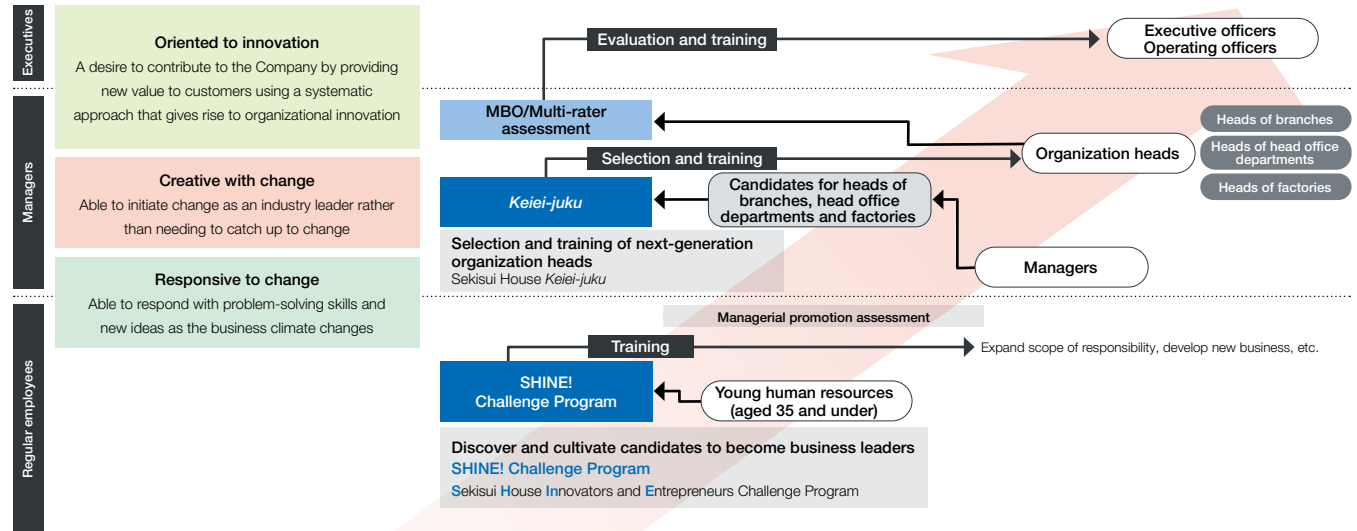 Executives
Oriented to innovation
A desire to contribute to the Company by providing
new value to customers using a systematic
approach that gives rise to organizational innovation
Evaluation and training
Executive officers
Operating officers
Managers
MBO/Multi-rater
assessment
Heads of branches
Heads of head office
departments
Heads of factories
Organization heads
Selection and training
Creative with change
Able to initiate change as an industry leader rather
than needing to catch up to change
Keiei-juku
Candidates for heads of
branches, head office
departments and factories
Selection and training of next-generation
organization heads
Sekisui House Keiei-juku
Managers
Responsive to change
Able to respond with problem-solving skills and
new ideas as the business climate changes
Regular employees
Managerial promotion assessment
Training
Expand scope of responsibility, develop new business, etc.
SHINE!
Challenge Program
Young human resources
(aged 35 and under)
Discover and cultivate candidates to become business leaders
SHINE! Challenge Program
Sekisui House Innovators and Entrepreneurs Challenge Program